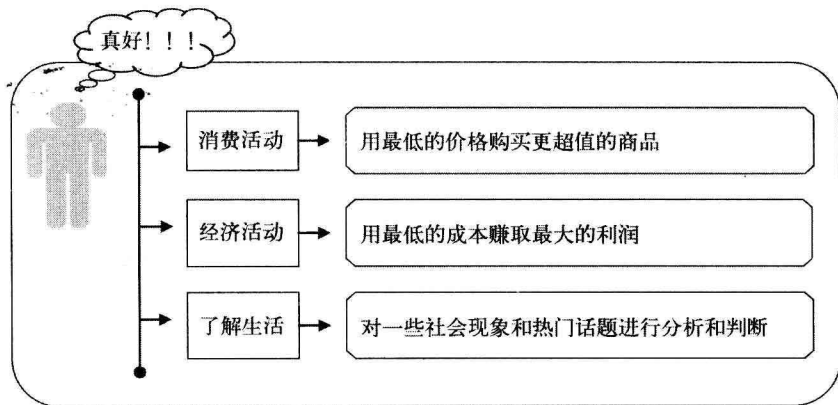 真好！！！
消费活动
用最低的价格购买更超值的商品
经济活动
用最低的成本赚取最大的利润
了解生活
对一些社会现象和热门话题进行分析和判断